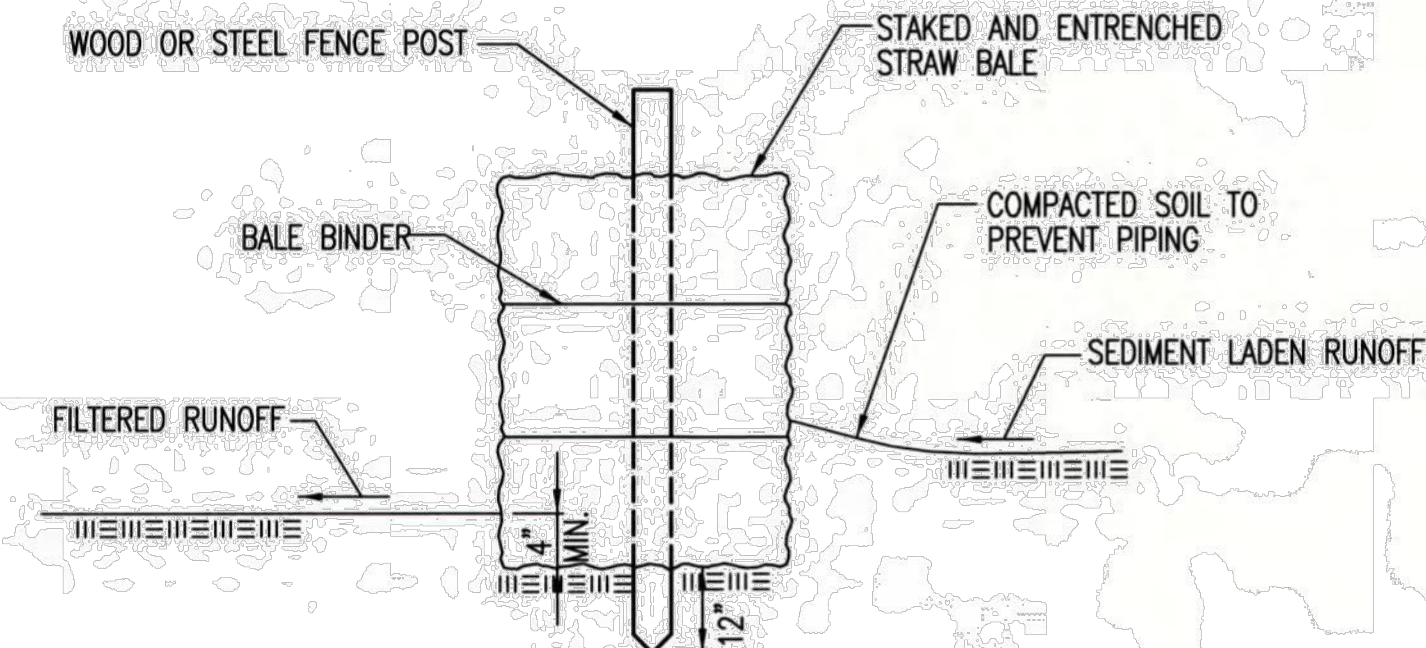 WOOD OR STEEL FENCE POST
STAKED AND ENTRENCHED
STRAW BALE
BALE BINDER
COMPACTED SOIL TO
PREVENT PIPING
SEDIMENT LADEN RUNOFF
FILTERED RUNOFF
4"
MIN.
12"